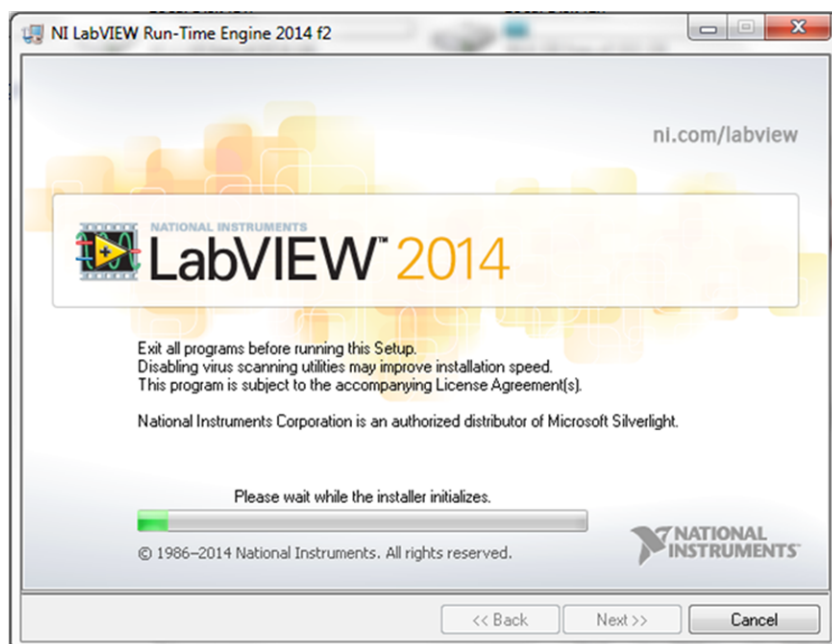 NI LabVIEW Run-Time Engine 2014 f2
ni.com/labview
NATIONAL INSTRUMENTS
LabVIEW™ 2014
Exit all programs before running this Setup.
Disabling virus scanning utilities may improve installation speed.
This program is subject to the accompanying License Agreement(s).
National Instruments Corporation is an authorized distributor of Microsoft Silverlight.
Please wait while the installer initializes.
© 1986–2014 National Instruments. All rights reserved.
NATIONAL
INSTRUMENTS™
<< Back Next >> Cancel